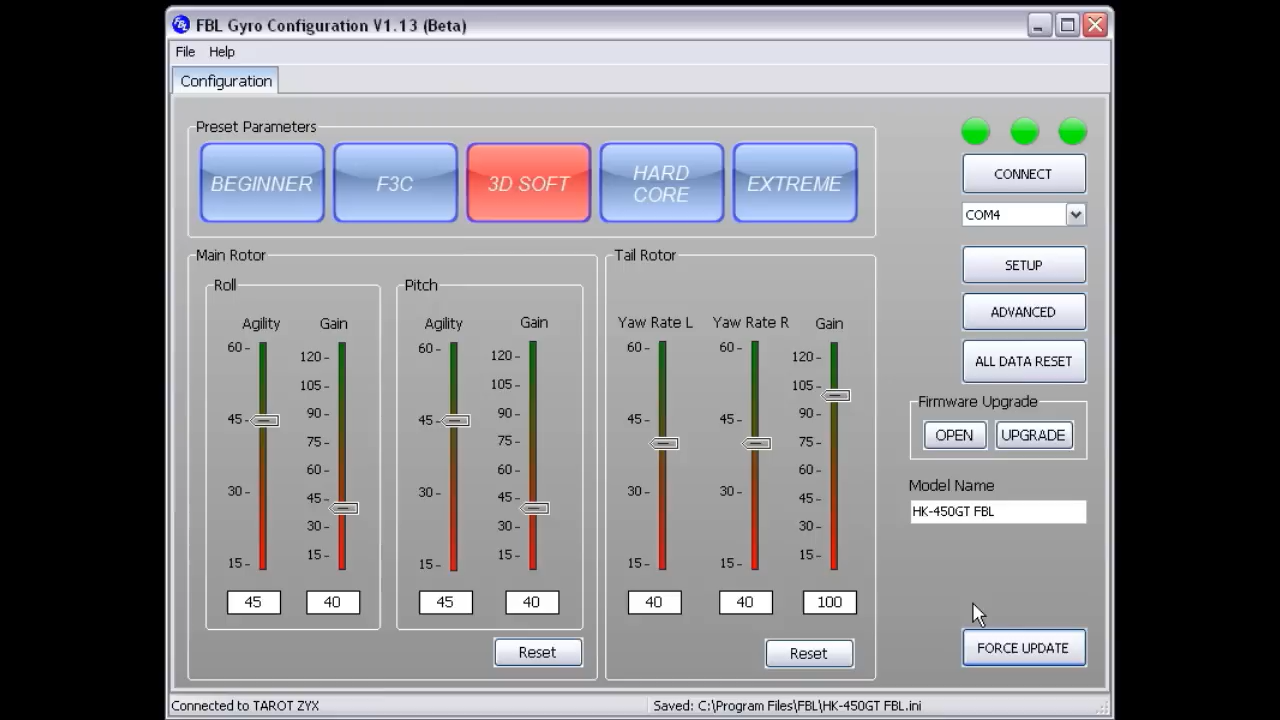 FBL FBL Gyro Configuration V1.13 (Beta)
File Help
Configuration
Preset Parameters
BEGINNER
F3C
3D SOFT
HARD
CORE
EXTREME
CONNECT
COM4
SETUP
ADVANCED
ALL DATA RESET
Firmware Upgrade
OPEN UPGRADE
Model Name
HK-450GT FBL
FORCE UPDATE
Main Rotor
Roll
Agility
60-
45-
30-
15-
45
Gain
120-
105-
90-
75-
60-
45-
30-
15-
40
Pitch
Agility
60-
45-
30-
15-
45
Gain
120-
105-
90-
75-
60-
45-
30-
15-
40
Reset
Tail Rotor
Yaw Rate L
60-
45-
30-
15-
40
Yaw Rate R
60-
45-
30-
15-
40
Gain
120-
105-
90-
75-
60-
45-
30-
15-
100
Reset
Connected to TAROT ZYX
Saved: C:\Program Files\FBL\HK-450GT FBL.ini